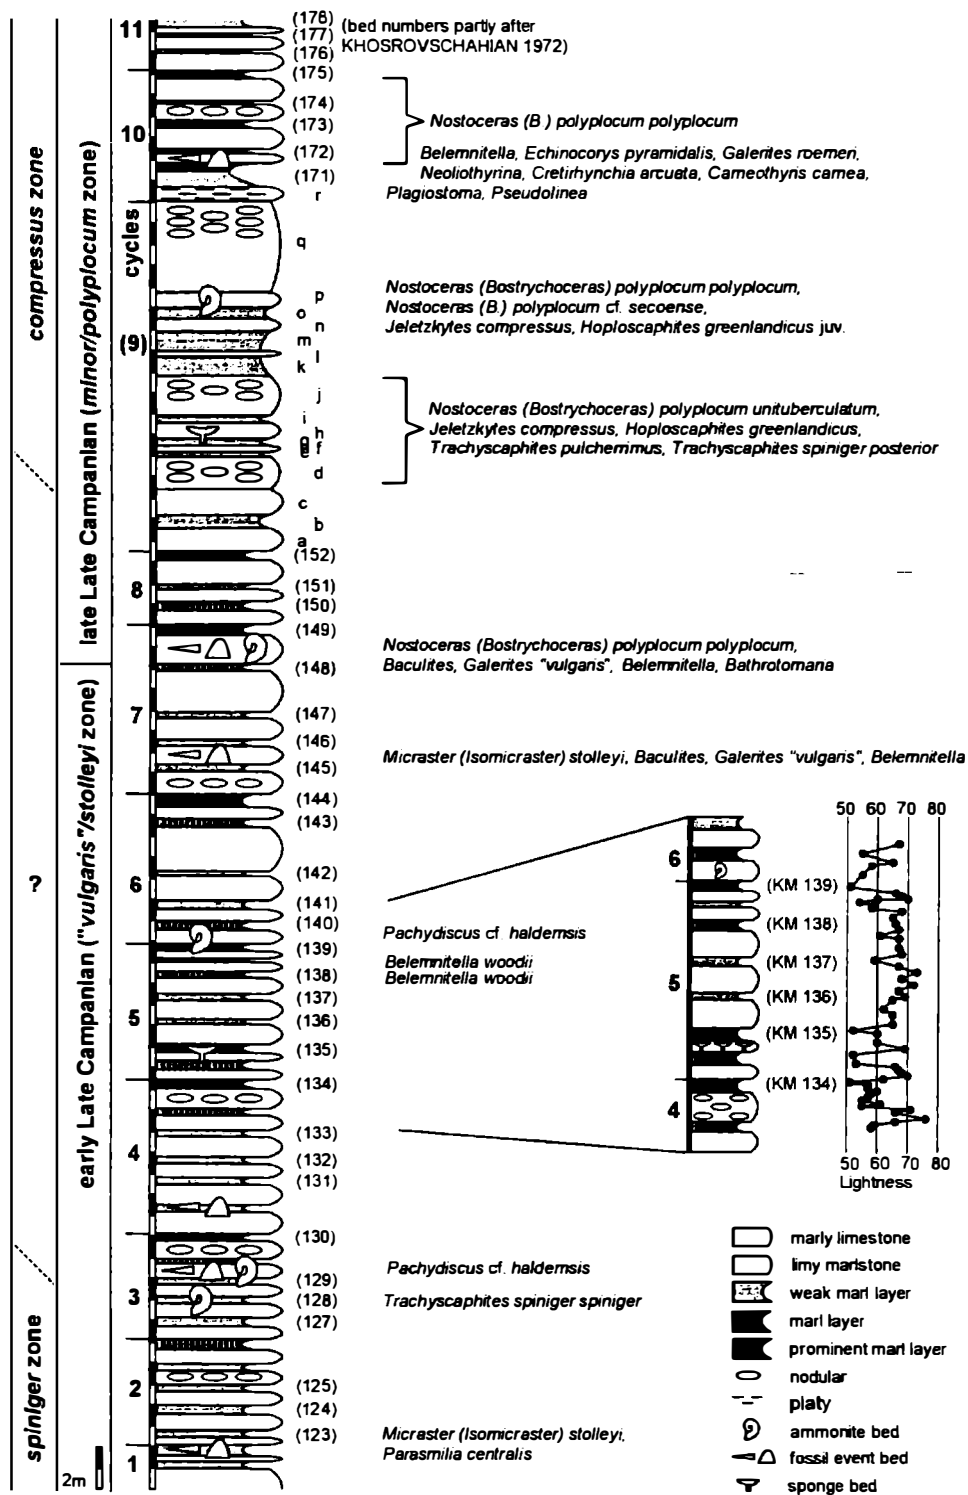 (bed numbers partly after
KHOSROVSCHAHIAN 1972)
compressus zone
?
spiniger zone
late Late Campanian (minor/polyplocum zone)
early Late Campanian ("vulgaris"/stolleyi zone)
11
10
cycles
(9)
8
7
6
5
4
3
2
1
2m
(178)
(177)
(176)
(175)
(174)
(173)
(172)
(171)
r
q
p
o
n
m
l
k
j
i
h
g
f
e
d
c
b
a
(152)
(151)
(150)
(149)
(148)
(147)
(146)
(145)
(144)
(143)
(142)
(141)
(140)
(139)
(138)
(137)
(136)
(135)
(134)
(133)
(132)
(131)
(130)
(129)
(128)
(127)
(125)
(124)
(123)
Nostoceras (B.) polyplocum polyplocum
Belemnitella, Echinocorys pyramidalis, Galerites roemeri,
Neoliothyrina, Cretirhynchia arcuata, Carneothyris carnea,
Plagiostoma, Pseudolinea
Nostoceras (Bostrychoceras) polyplocum polyplocum,
Nostoceras (B.) polyplocum cf. secoense,
Jeletzkytes compressus, Hoploscaphites greenlandicus juv.
Nostoceras (Bostrychoceras) polyplocum unituberculatum,
Jeletzkytes compressus, Hoploscaphites greenlandicus,
Trachyscaphites pulcherrimus, Trachyscaphites spiniger posterior
Nostoceras (Bostrychoceras) polyplocum polyplocum,
Baculites, Galerites "vulgaris", Belemnitella, Bathrotomaria
Micraster (Isomicraster) stolleyi, Baculites, Galerites "vulgaris", Belemnitella
Pachydiscus cf. haldemsis
Belemnitella woodii
Belemnitella woodii
Pachydiscus cf. haldemsis
Trachyscaphites spiniger spiniger
Micraster (Isomicraster) stolleyi,
Parasmilia centralis
6
5
4
(KM 139)
(KM 138)
(KM 137)
(KM 136)
(KM 135)
(KM 134)
50 60 70 80
50 60 70 80
Lightness
marly limestone
limy marlstone
weak marl layer
marl layer
prominent marl layer
nodular
platy
ammonite bed
fossil event bed
sponge bed